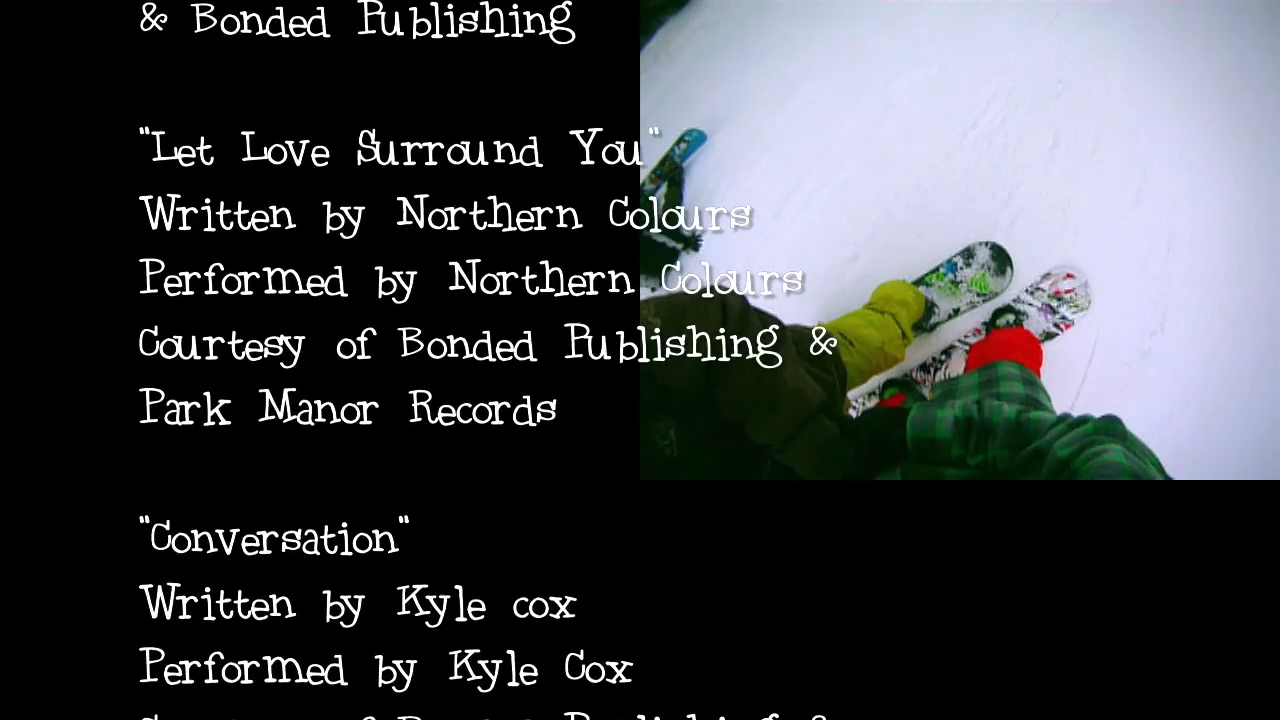 & Bonded Publishing
"Let Love Surround You"
Written by Northern Colours
Performed by Northern Colours
Courtesy of Bonded Publishing &
Park Manor Records
"Conversation"
Written by Kyle cox
Performed by Kyle Cox